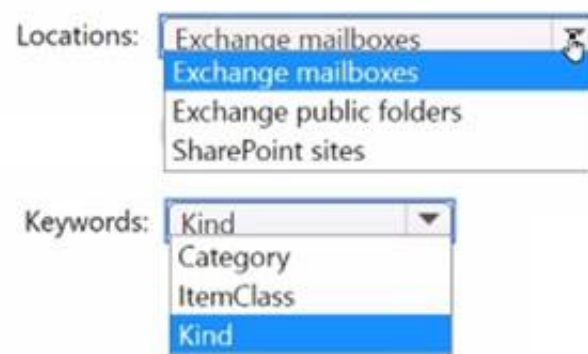 Locations: Exchange mailboxes
Exchange mailboxes
Exchange public folders
SharePoint sites
Keywords: Kind
Category
ItemClass
Kind